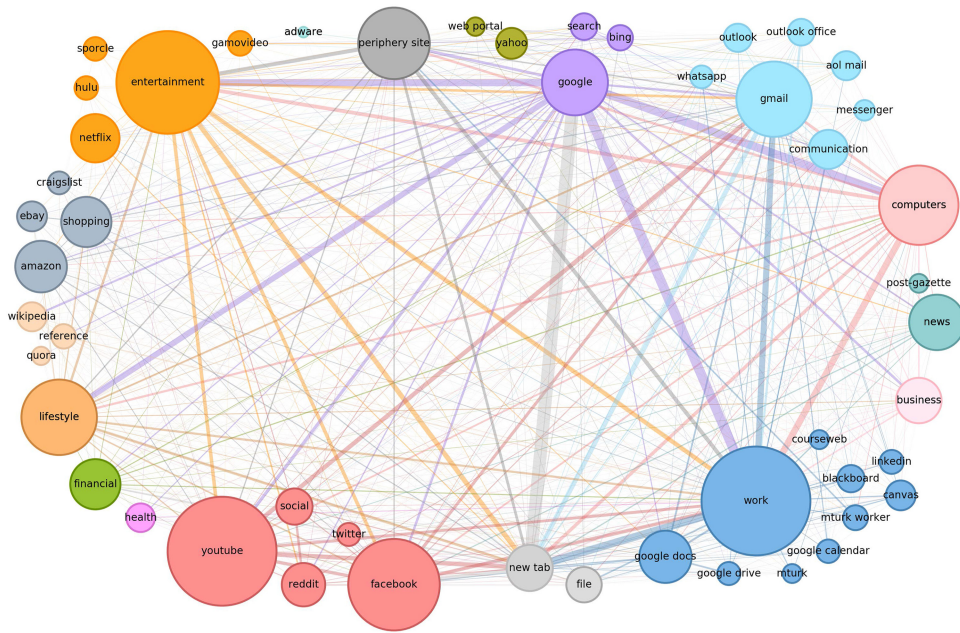 web portal
search
outlook office
adware
gamovideo
periphery site
yahoo
bing
outlook
sporcle
aol mail
entertainment
google
whatsapp
hulu
gmail
messenger
netflix
communication
craigslist
computers
ebay
shopping
amazon
post-gazette
wikipedia
news
reference
quora
business
lifestyle
courseweb
linkedin
blackboard
financial
canvas
work
social
health
mturk worker
twitter
youtube
google calendar
google docs
new tab
google drive
mturk
reddit
facebook
file